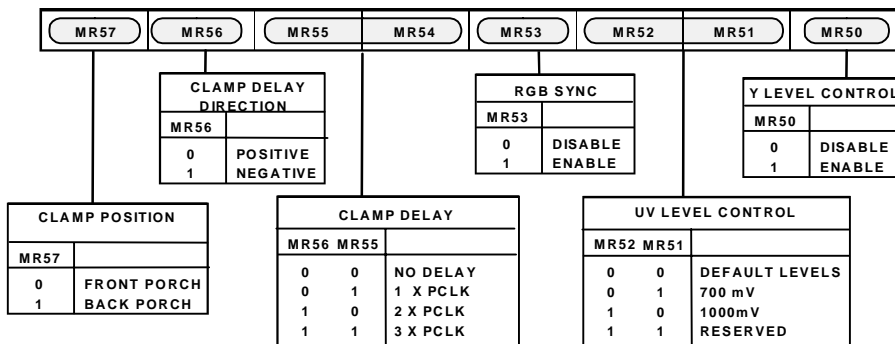 MR57 MR56 MR55 MR54 MR53 MR52 MR51 MR50
CLAMP DELAY
DIRECTION
MR56
0 POSITIVE
1 NEGATIVE
RGB SYNC
MR53
0 DISABLE
1 ENABLE
Y LEVEL CONTROL
MR50
0 DISABLE
1 ENABLE
CLAMP POSITION
MR57
0 FRONT PORCH
1 BACK PORCH
CLAMP DELAY
MR56 MR55
0 0 NO DELAY
0 1 1 X PCLK
1 0 2 X PCLK
1 1 3 X PCLK
UV LEVEL CONTROL
MR52 MR51
0 0 DEFAULT LEVELS
0 1 700 mV
1 0 1000mV
1 1 RESERVED